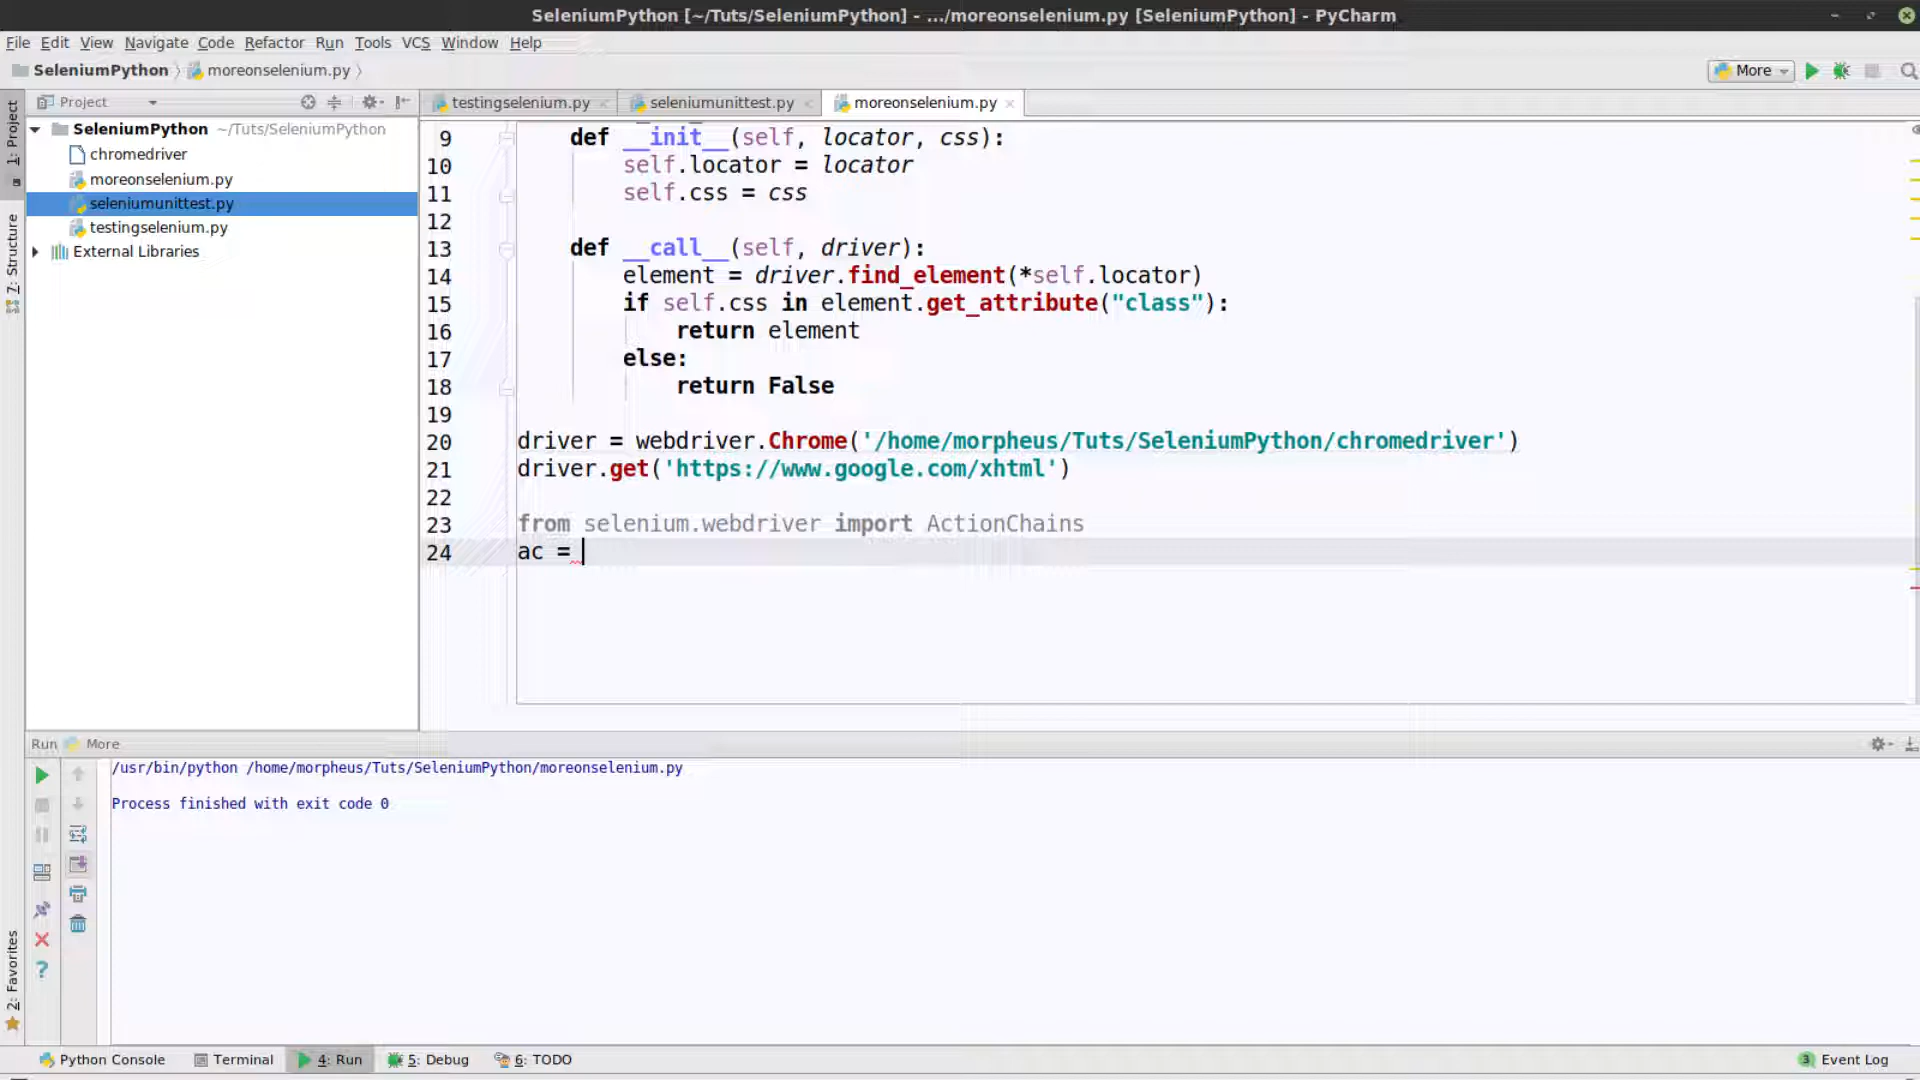 SeleniumPython [~/Tuts/SeleniumPython] - .../moreonselenium.py [SeleniumPython] - PyCharm
File Edit View Navigate Code Refactor Run Tools VCS Window Help
SeleniumPython moreonselenium.py
More
1: Project
7: Structure
2: Favorites
Project
testingselenium.py seleniumunittest.py moreonselenium.py
SeleniumPython ~/Tuts/SeleniumPython
chromedriver
moreonselenium.py
seleniumunittest.py
testingselenium.py
External Libraries
9 def __init__(self, locator, css):
10 self.locator = locator
11 self.css = css
12
13 def __call__(self, driver):
14 element = driver.find_element(*self.locator)
15 if self.css in element.get_attribute("class"):
16 return element
17 else:
18 return False
19
20 driver = webdriver.Chrome('/home/morpheus/Tuts/SeleniumPython/chromedriver')
21 driver.get('https://www.google.com/xhtml')
22
23 from selenium.webdriver import ActionChains
24 ac =
Run More
/usr/bin/python /home/morpheus/Tuts/SeleniumPython/moreonselenium.py
Process finished with exit code 0
Python Console Terminal 4: Run 5: Debug 6: TODO 3 Event Log